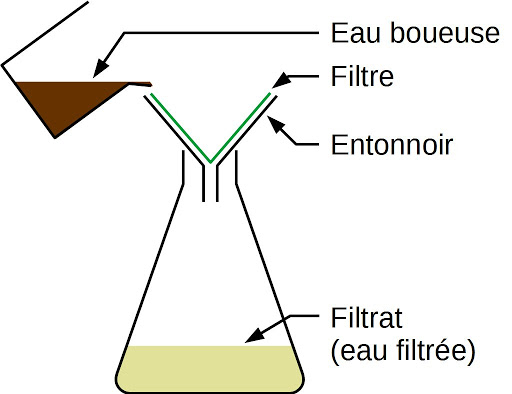 Eau boueuse
Filtre
Entonnoir
Filtrat
(eau filtrée)